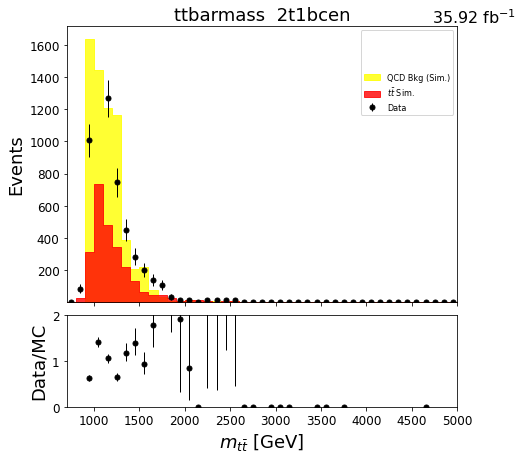 ttbarmass 2t1bcen
35.92 fb⁻¹
QCD Bkg (Sim.)
tt̄ Sim.
Data
Events
1600
1400
1200
1000
800
600
400
200
Data/MC
2
1
0
1000 1500 2000 2500 3000 3500 4000 4500 5000
m_tt̄ [GeV]